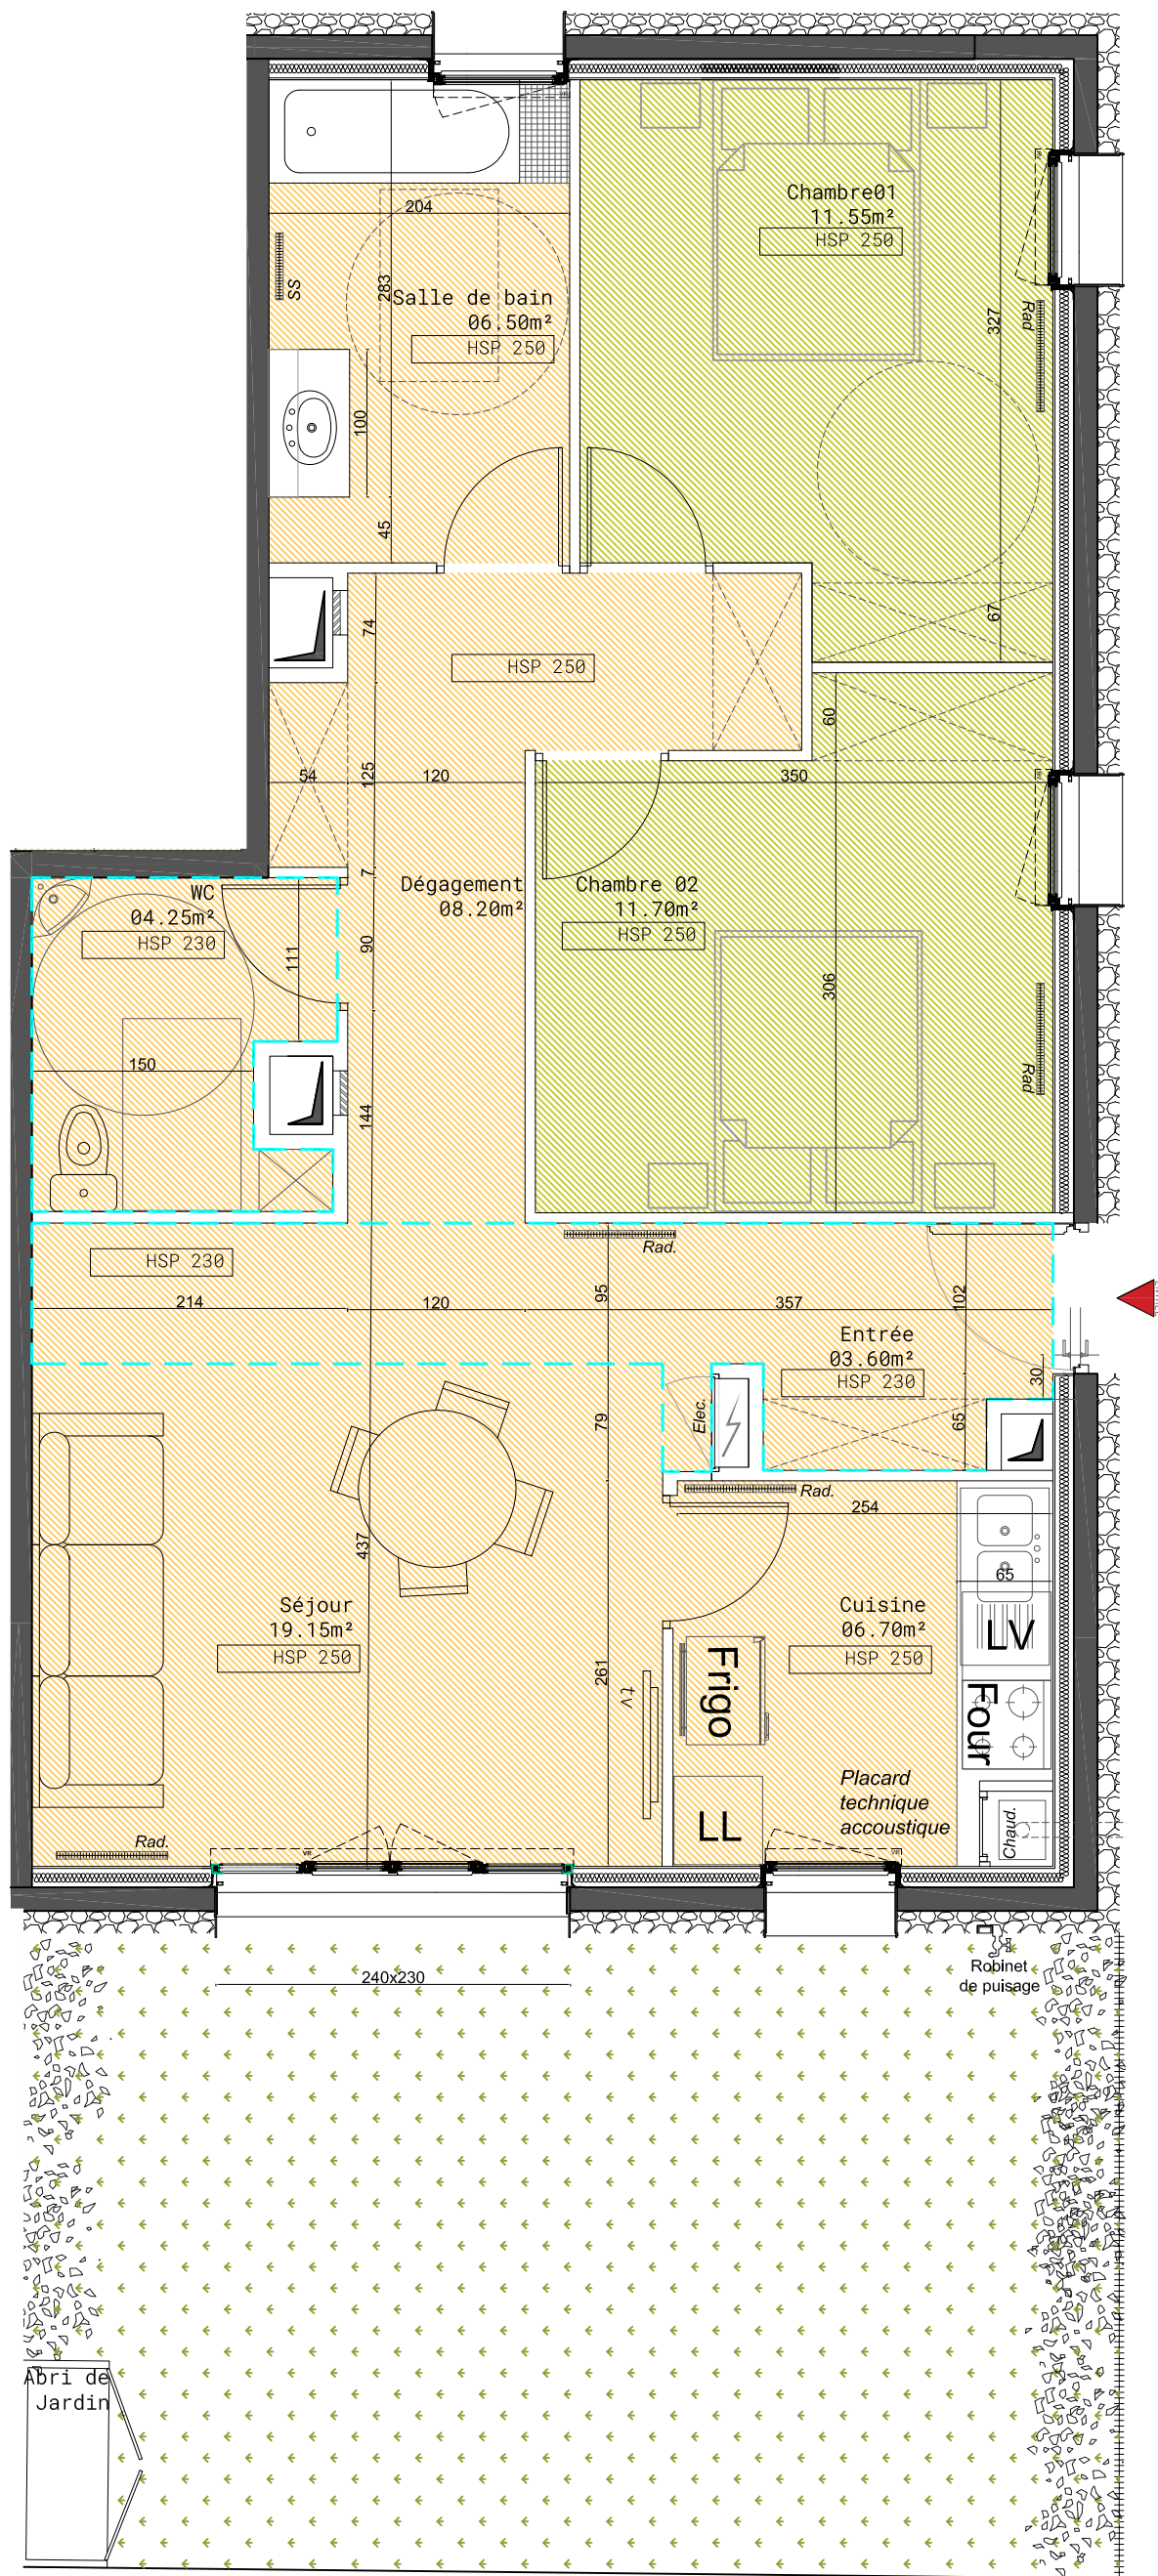 Chambre01
11.55m²
HSP 250
204
283
SS
Salle de bain
06.50m²
HSP 250
327
Rad
100
45
67
74
HSP 250
60
54
125
120
350
7
Dégagement
08.20m²
Chambre 02
11.70m²
HSP 250
WC
04.25m²
HSP 230
111
90
306
Rad
150
144
Rad.
HSP 230
214
120
95
357
102
Entrée
03.60m²
HSP 230
30
79
Elec.
65
Rad.
254
437
65
Séjour
19.15m²
HSP 250
Cuisine
06.70m²
HSP 250
LV
261
tv
Frigo
Four
Placard
technique
accoustique
LL
Chaud.
Rad.
VR
VR
240x230
Robinet
de puisage
Abri de
Jardin